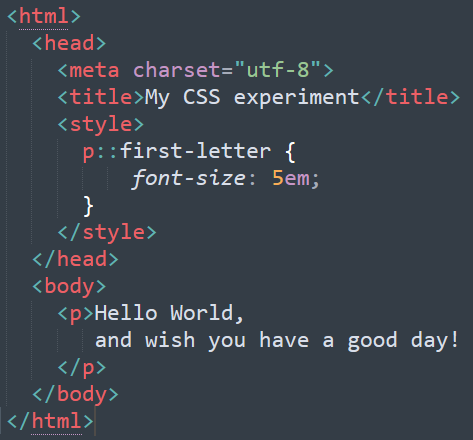 <html>
<head>
<meta charset="utf-8">
<title>My CSS experiment</title>
<style>
p::first-letter {
font-size: 5em;
}
</style>
</head>
<body>
<p>Hello World,
and wish you have a good day!
</p>
</body>
</html>